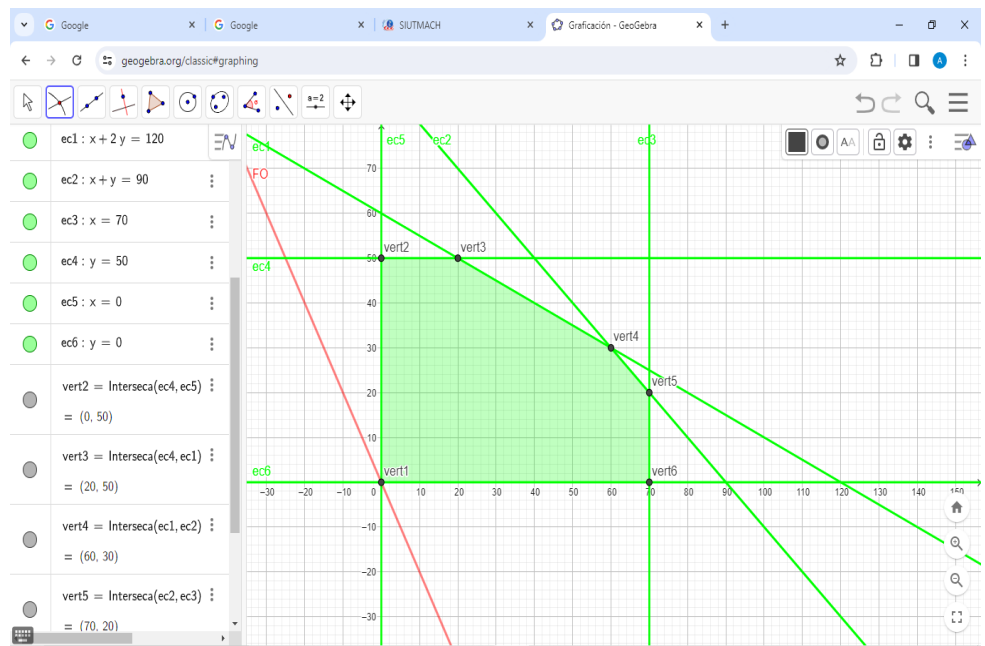 Google
Google
SIUTMACH
Graficación - GeoGebra
geogebra.org/classic#graphing
A
a=2
ec1 : x + 2 y = 120
ec2 : x + y = 90
ec3 : x = 70
ec4 : y = 50
ec5 : x = 0
ec6 : y = 0
vert2 = Interseca(ec4, ec5)
= (0, 50)
vert3 = Interseca(ec4, ec1)
= (20, 50)
vert4 = Interseca(ec1, ec2)
= (60, 30)
vert5 = Interseca(ec2, ec3)
= (70, 20)
AA
ec1
ec5
ec2
ec3
FO
70
60
vert2
vert3
50
ec4
40
vert4
30
vert5
20
10
ec6
vert1
vert6
−30
−20
−10
0
10
20
30
40
50
60
70
80
90
100
110
120
130
140
150
−10
−20
−30